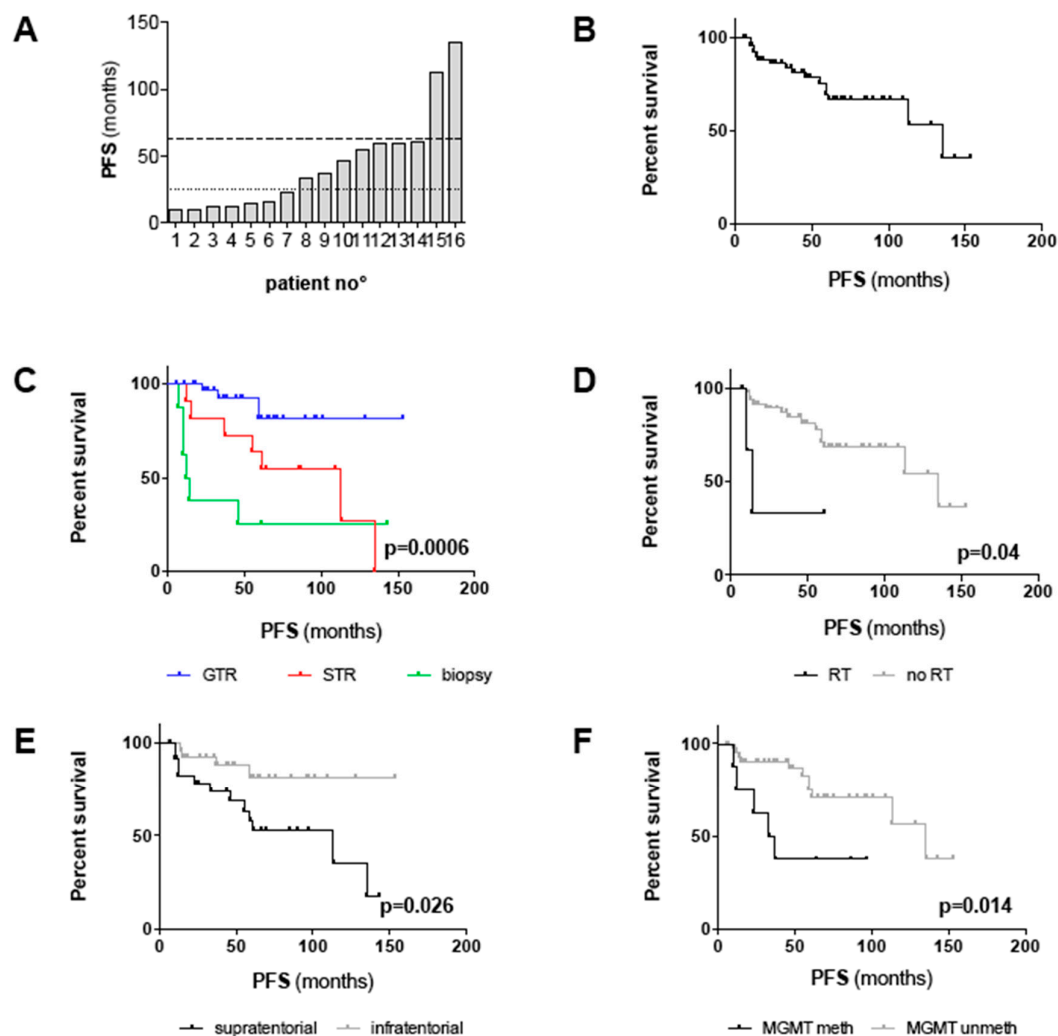 A
PFS (months)
150
100
50
0
1 2 3 4 5 6 7 8 9 10 11 12 13 14 15 16
patient no°
B
Percent survival
100
50
0
0 50 100 150 200
PFS (months)
C
Percent survival
100
50
0
p=0.0006
0 50 100 150 200
PFS (months)
GTR STR biopsy
D
Percent survival
100
50
0
p=0.04
0 50 100 150 200
PFS (months)
RT no RT
E
Percent survival
100
50
0
p=0.026
0 50 100 150 200
PFS (months)
supratentorial infratentorial
F
Percent survival
100
50
0
p=0.014
0 50 100 150 200
PFS (months)
MGMT meth MGMT unmeth